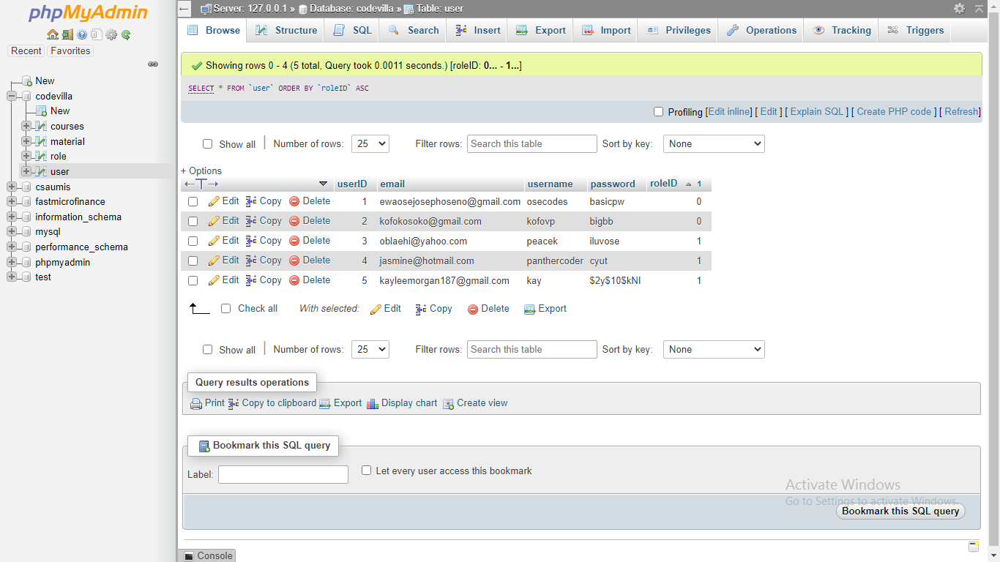 phpMyAdmin
Recent Favorites
New
codevilla
New
courses
material
role
user
csaumis
fastmicrofinance
information_schema
mysql
performance_schema
phpmyadmin
test
Server: 127.0.0.1 » Database: codevilla » Table: user
Browse Structure SQL Search Insert Export Import Privileges Operations Tracking Triggers
Showing rows 0 - 4 (5 total, Query took 0.0011 seconds.) [roleID: 0... - 1...]
SELECT * FROM `user` ORDER BY `roleID` ASC
Profiling [Edit inline] [ Edit ] [ Explain SQL ] [ Create PHP code ] [ Refresh]
Show all Number of rows: 25 Filter rows: Search this table Sort by key: None
+ Options
userID email username password roleID 1
Edit Copy Delete 1 ewaosejosephoseno@gmail.com osecodes basicpw 0
Edit Copy Delete 2 kofokosoko@gmail.com kofovp bigbb 0
Edit Copy Delete 3 oblaehi@yahoo.com peacek iluvose 1
Edit Copy Delete 4 jasmine@hotmail.com panthercoder cyut 1
Edit Copy Delete 5 kayleemorgan187@gmail.com kay $2y$10$kNI 1
Check all With selected: Edit Copy Delete Export
Show all Number of rows: 25 Filter rows: Search this table Sort by key: None
Query results operations
Print Copy to clipboard Export Display chart Create view
Bookmark this SQL query
Label: Let every user access this bookmark
Activate Windows
Go to Settings to activate Windows.
Bookmark this SQL query
Console